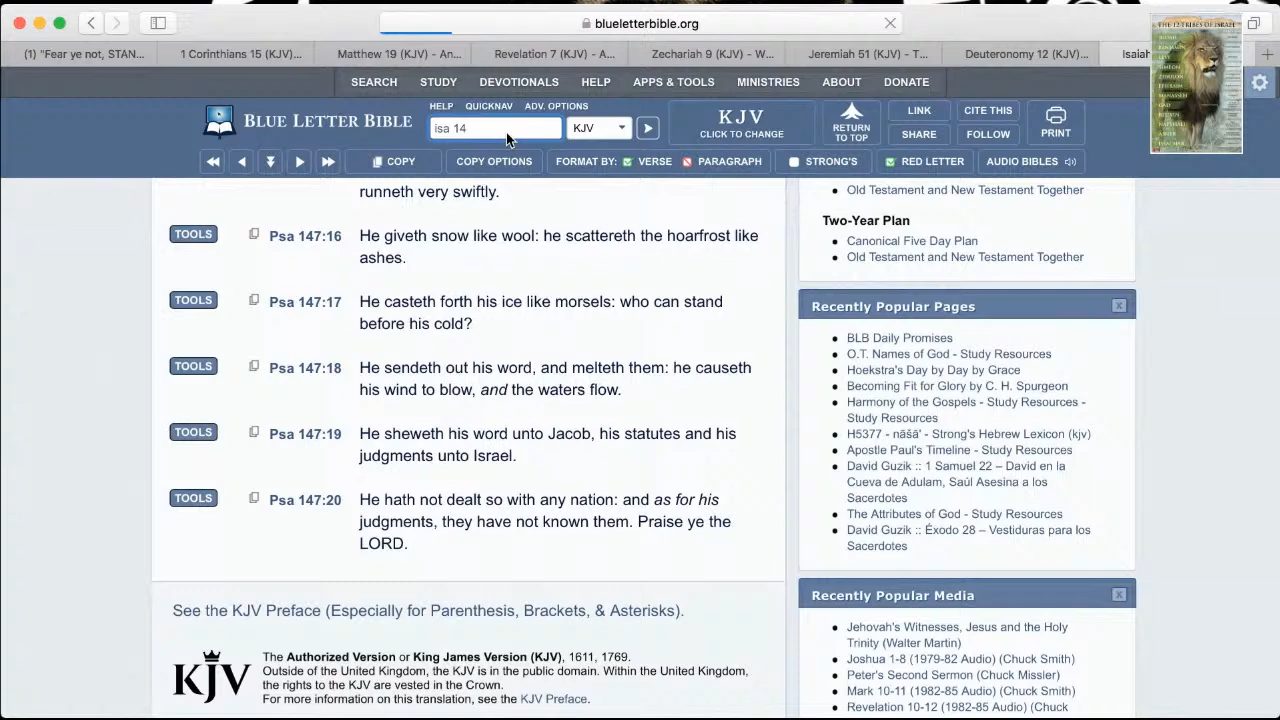 blueletterbible.org
(1) "Fear ye not, STAN...
1 Corinthians 15 (KJV)...
Matthew 19 (KJV) - An...
Revelation 7 (KJV) - A...
Zechariah 9 (KJV) - W...
Jeremiah 51 (KJV) - T...
Deuteronomy 12 (KJV)...
Isaiah
THE 12 TRIBES OF ISRAEL
SEARCH STUDY DEVOTIONALS HELP APPS & TOOLS MINISTRIES ABOUT DONATE
HELP QUICKNAV ADV. OPTIONS
BLUE LETTER BIBLE
isa 14
KJV
KJV
CLICK TO CHANGE
RETURN
TO TOP
LINK
CITE THIS
SHARE
FOLLOW
PRINT
COPY COPY OPTIONS FORMAT BY: VERSE PARAGRAPH STRONG'S RED LETTER AUDIO BIBLES
runneth very swiftly.
TOOLS Psa 147:16 He giveth snow like wool: he scattereth the hoarfrost like
ashes.
TOOLS Psa 147:17 He casteth forth his ice like morsels: who can stand
before his cold?
TOOLS Psa 147:18 He sendeth out his word, and melteth them: he causeth
his wind to blow, and the waters flow.
TOOLS Psa 147:19 He sheweth his word unto Jacob, his statutes and his
judgments unto Israel.
TOOLS Psa 147:20 He hath not dealt so with any nation: and as for his
judgments, they have not known them. Praise ye the
LORD.
See the KJV Preface (Especially for Parenthesis, Brackets, & Asterisks).
KJV
The Authorized Version or King James Version (KJV), 1611, 1769.
Outside of the United Kingdom, the KJV is in the public domain. Within the United Kingdom,
the rights to the KJV are vested in the Crown.
For more information on this translation, see the KJV Preface.
Old Testament and New Testament Together
Two-Year Plan
Canonical Five Day Plan
Old Testament and New Testament Together
Recently Popular Pages
x
BLB Daily Promises
O.T. Names of God - Study Resources
Hoekstra's Day by Day by Grace
Becoming Fit for Glory by C. H. Spurgeon
Harmony of the Gospels - Study Resources -
Study Resources
H5377 - nāšā' - Strong's Hebrew Lexicon (kjv)
Apostle Paul's Timeline - Study Resources
David Guzik :: 1 Samuel 22 – David en la
Cueva de Adulam, Saúl Asesina a los
Sacerdotes
The Attributes of God - Study Resources
David Guzik :: Éxodo 28 – Vestiduras para los
Sacerdotes
Recently Popular Media
x
Jehovah's Witnesses, Jesus and the Holy
Trinity (Walter Martin)
Joshua 1-8 (1979-82 Audio) (Chuck Smith)
Peter's Second Sermon (Chuck Missler)
Mark 10-11 (1982-85 Audio) (Chuck Smith)
Revelation 10-12 (1982-85 Audio) (Chuck